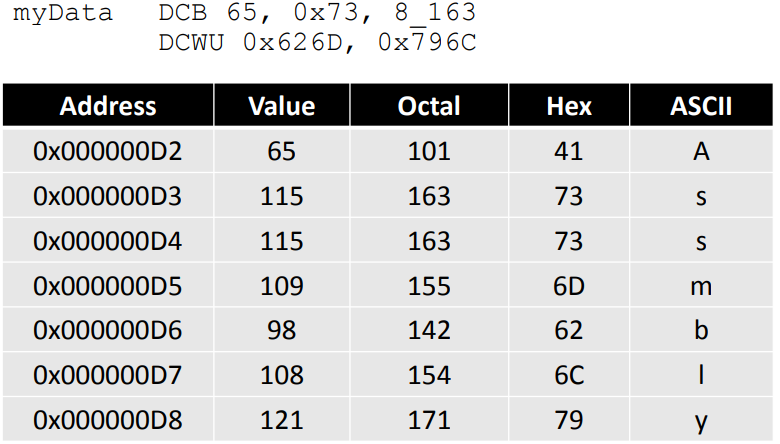 myData DCB 65, 0x73, 8_163
DCWU 0x626D, 0x796C
Address Value Octal Hex ASCII
0x000000D2 65 101 41 A
0x000000D3 115 163 73 s
0x000000D4 115 163 73 s
0x000000D5 109 155 6D m
0x000000D6 98 142 62 b
0x000000D7 108 154 6C l
0x000000D8 121 171 79 y